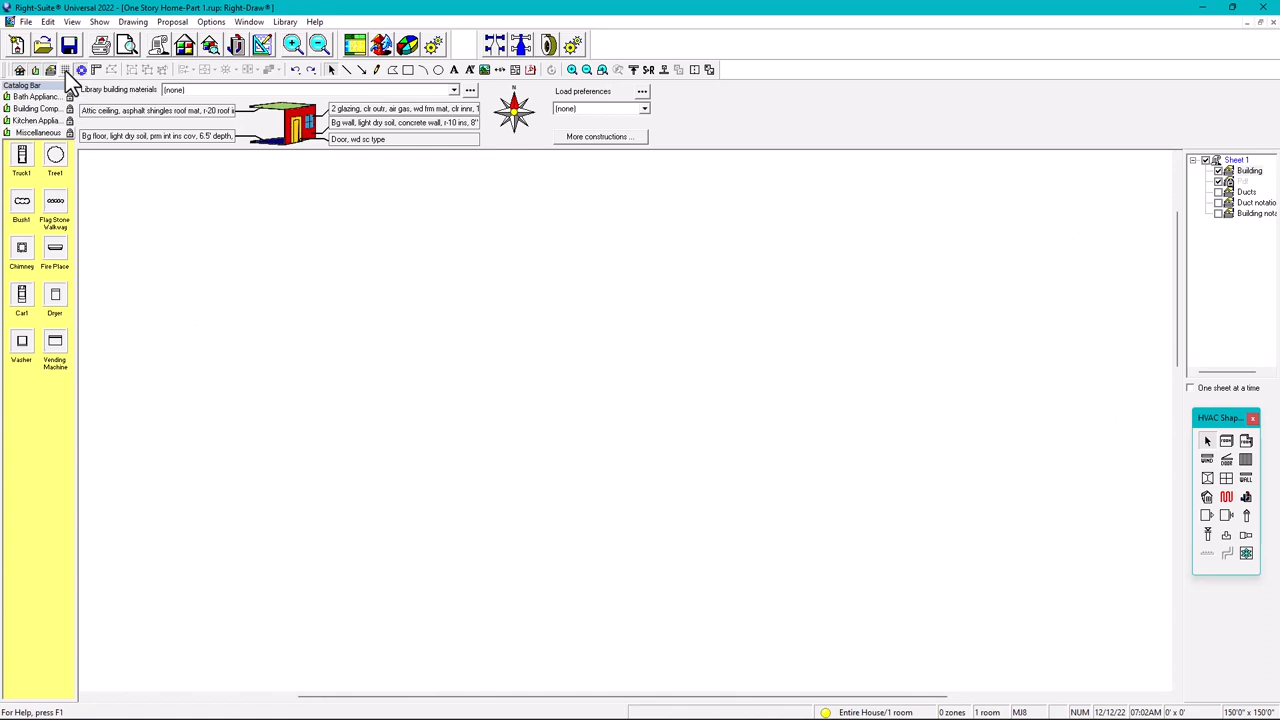 Right-Suite® Universal 2022 - [One Story Home-Part 1.rup: Right-Draw®]
File Edit View Show Drawing Proposal Options Library Help
Catalog Bar
Library building materials (none)
Load preferences
Bath Applianc...
Building Comp...
Kitchen Applia...
Miscellaneous
Attic ceiling, asphalt shingles roof mat, r-20 roof i
2 glazing, clr outr, air gas, wd frm mat, clr innr, 1
(none)
Bg wall, light dry soil, concrete wall, r-10 ins, 8"
Bg floor, light dry soil, prm int ins cov, 6.5' depth,
Door, wd sc type
More constructions ...
N
Truck1 Tree1
Bush1 Flag Stone
Walkway
Chimney Fire Place
Car1 Dryer
Washer Vending
Machine
Sheet 1
Building
Pdf
Ducts
Duct notatio
Building nota
One sheet at a time
HVAC Shap...
ROOM ROOM
WIND DOOR
WALL
For Help, press F1
Entire House/1 room 0 zones 1 room MJ8 NUM 12/12/22 07:02AM 0' x 0' 150'0" x 150'0"